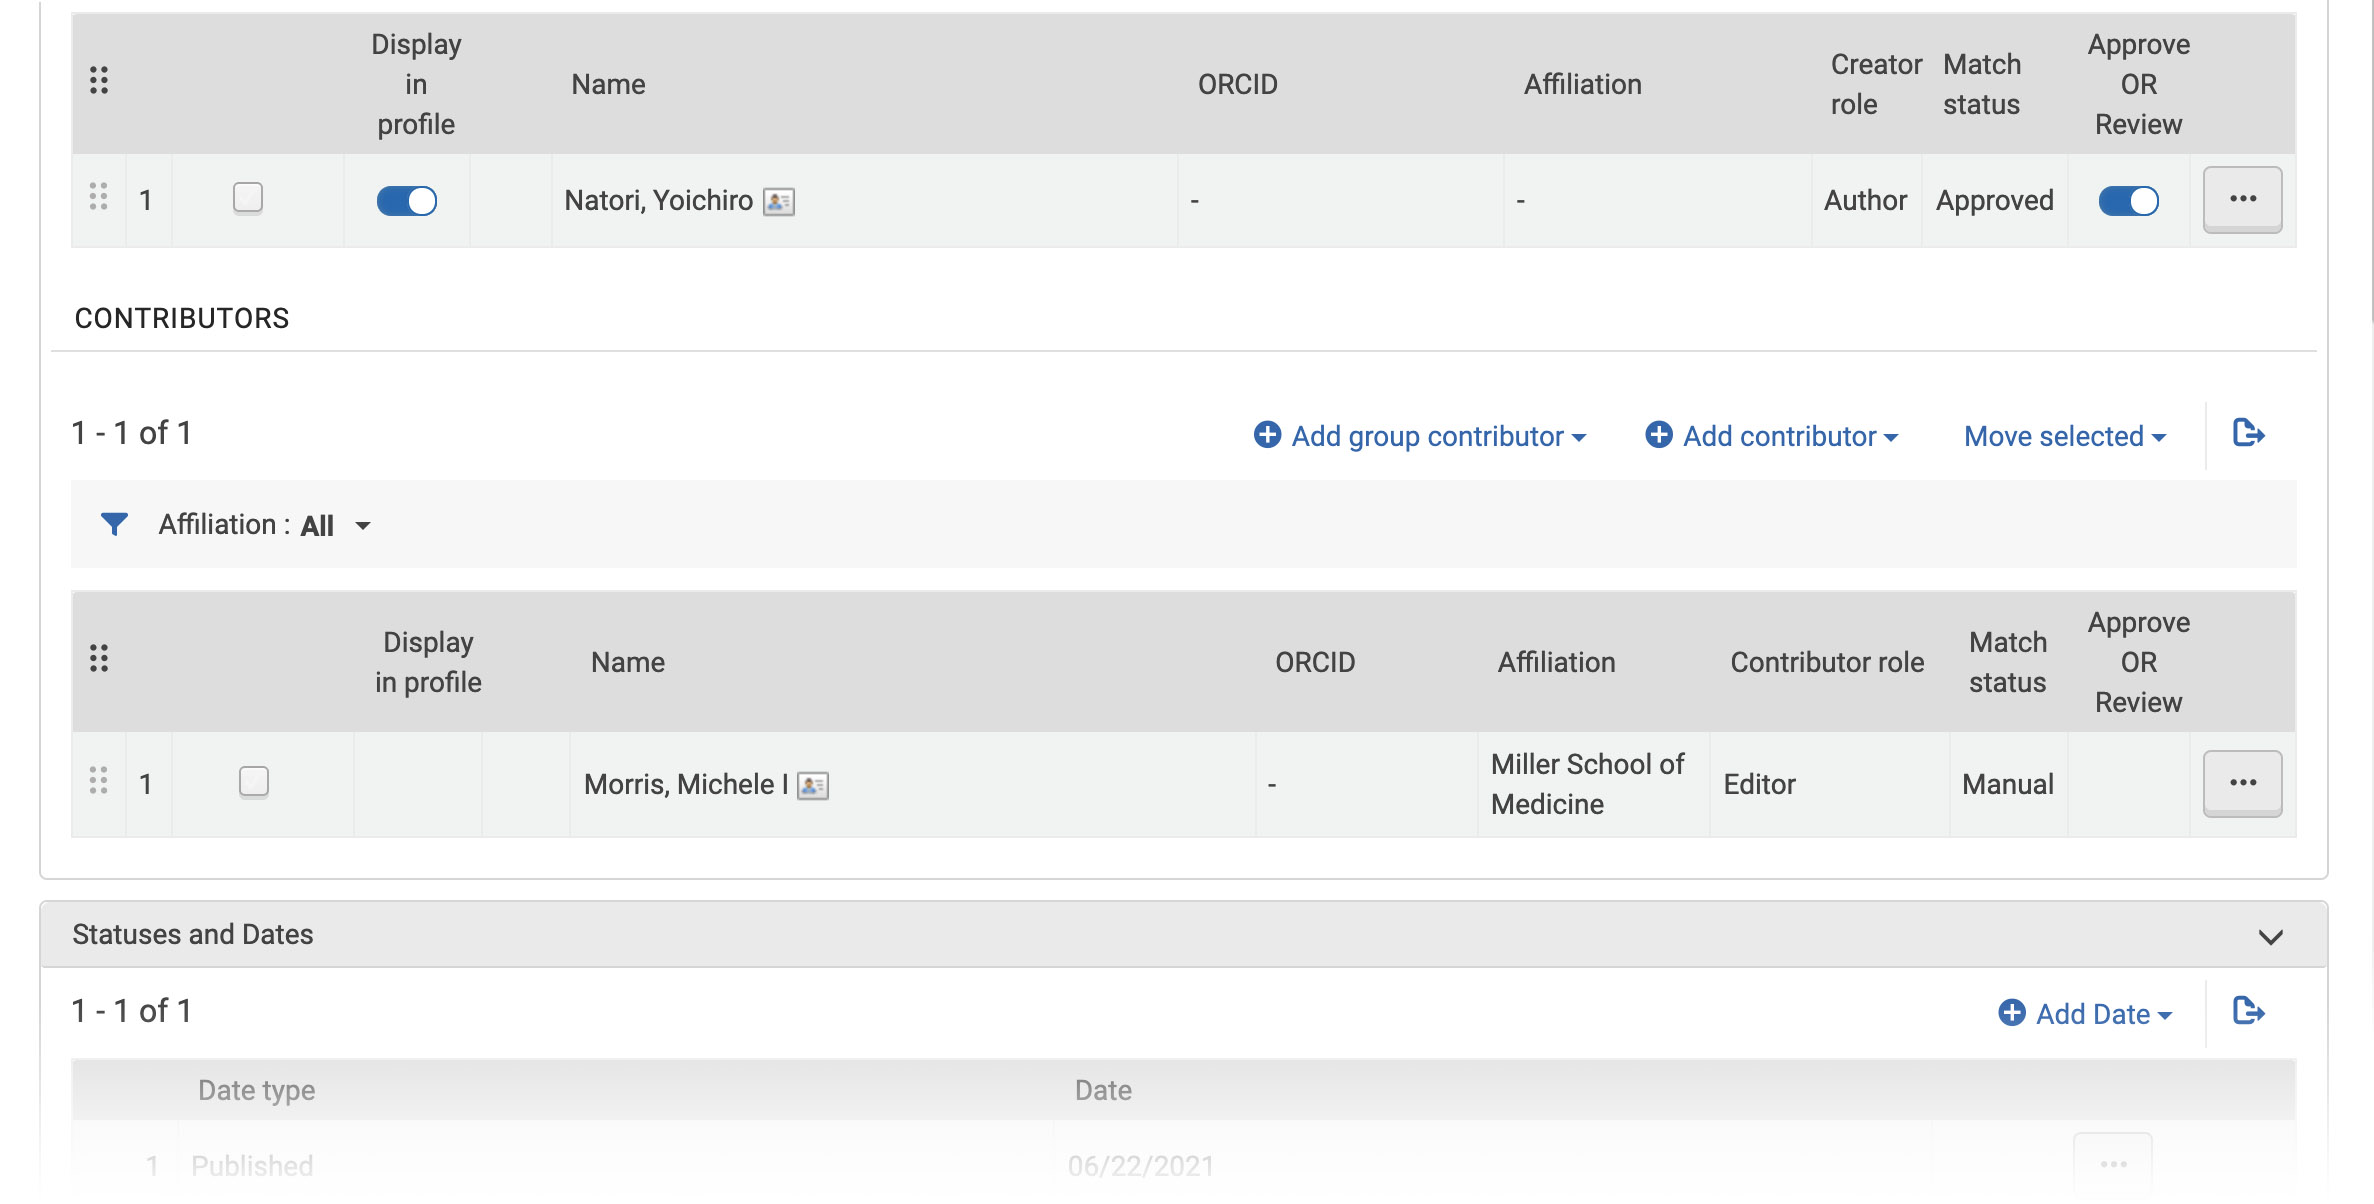 Display in profile Name ORCID Affiliation Creator role Match status Approve OR Review
1 Natori, Yoichiro - - Author Approved ...
CONTRIBUTORS
1 - 1 of 1 Add group contributor Add contributor Move selected
Affiliation : All
Display in profile Name ORCID Affiliation Contributor role Match status Approve OR Review
1 Morris, Michele I - Miller School of Medicine Editor Manual ...
Statuses and Dates
1 - 1 of 1 Add Date
Date type Date
1 Published 06/22/2021 ...